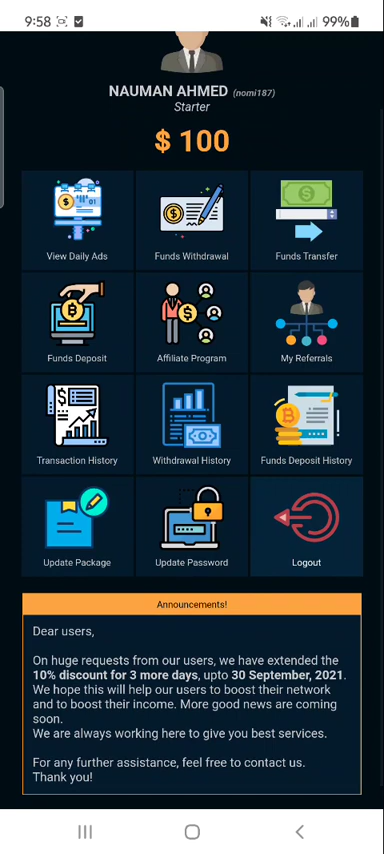 9:58 99%
NAUMAN AHMED (nomi187)
Starter
$ 100
View Daily Ads Funds Withdrawal Funds Transfer
Funds Deposit Affiliate Program My Referrals
Transaction History Withdrawal History Funds Deposit History
Update Package Update Password Logout
Announcements!
Dear users,
On huge requests from our users, we have extended the
10% discount for 3 more days, upto 30 September, 2021.
We hope this will help our users to boost their network
and to boost their income. More good news are coming
soon.
We are always working here to give you best services.
For any further assistance, feel free to contact us.
Thank you!